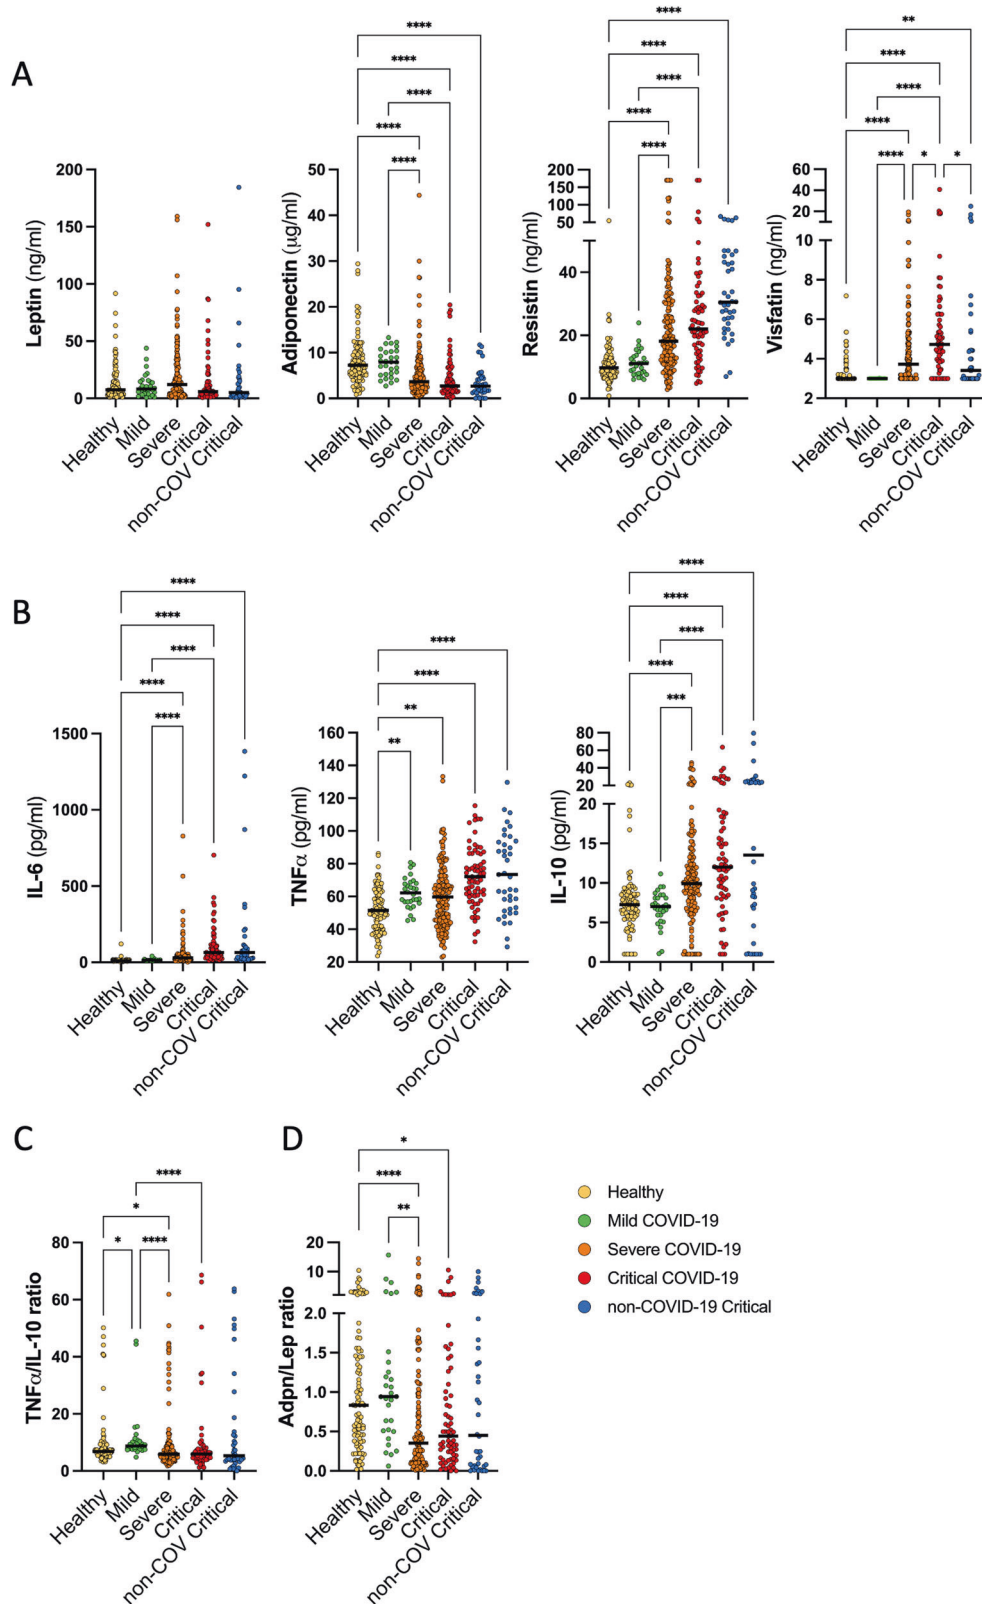 A
****
****
****
****
****
Leptin (ng/ml)
200
150
100
50
0
Healthy
Mild
Severe
Critical
non-COV Critical
Adiponectin (μg/ml)
50
40
30
20
10
0
Healthy
Mild
Severe
Critical
non-COV Critical
****
****
****
****
****
Resistin (ng/ml)
200
150
100
50
40
20
0
Healthy
Mild
Severe
Critical
non-COV Critical
**
****
****
****
****
*
*
Visfatin (ng/ml)
60
40
20
10
8
6
4
2
Healthy
Mild
Severe
Critical
non-COV Critical
B
****
****
****
****
****
IL-6 (pg/ml)
1500
1000
500
0
Healthy
Mild
Severe
Critical
non-COV Critical
****
****
**
**
TNFα (pg/ml)
160
140
120
100
80
60
40
20
Healthy
Mild
Severe
Critical
non-COV Critical
****
****
****
****
***
IL-10 (pg/ml)
80
60
40
20
20
15
10
5
0
Healthy
Mild
Severe
Critical
non-COV Critical
C
****
*
*
****
TNFα/IL-10 ratio
80
60
40
20
0
Healthy
Mild
Severe
Critical
non-COV Critical
D
*
****
**
Adpn/Lep ratio
20
10
2.0
1.5
1.0
0.5
0.0
Healthy
Mild
Severe
Critical
non-COV Critical
Healthy
Mild COVID-19
Severe COVID-19
Critical COVID-19
non-COVID-19 Critical